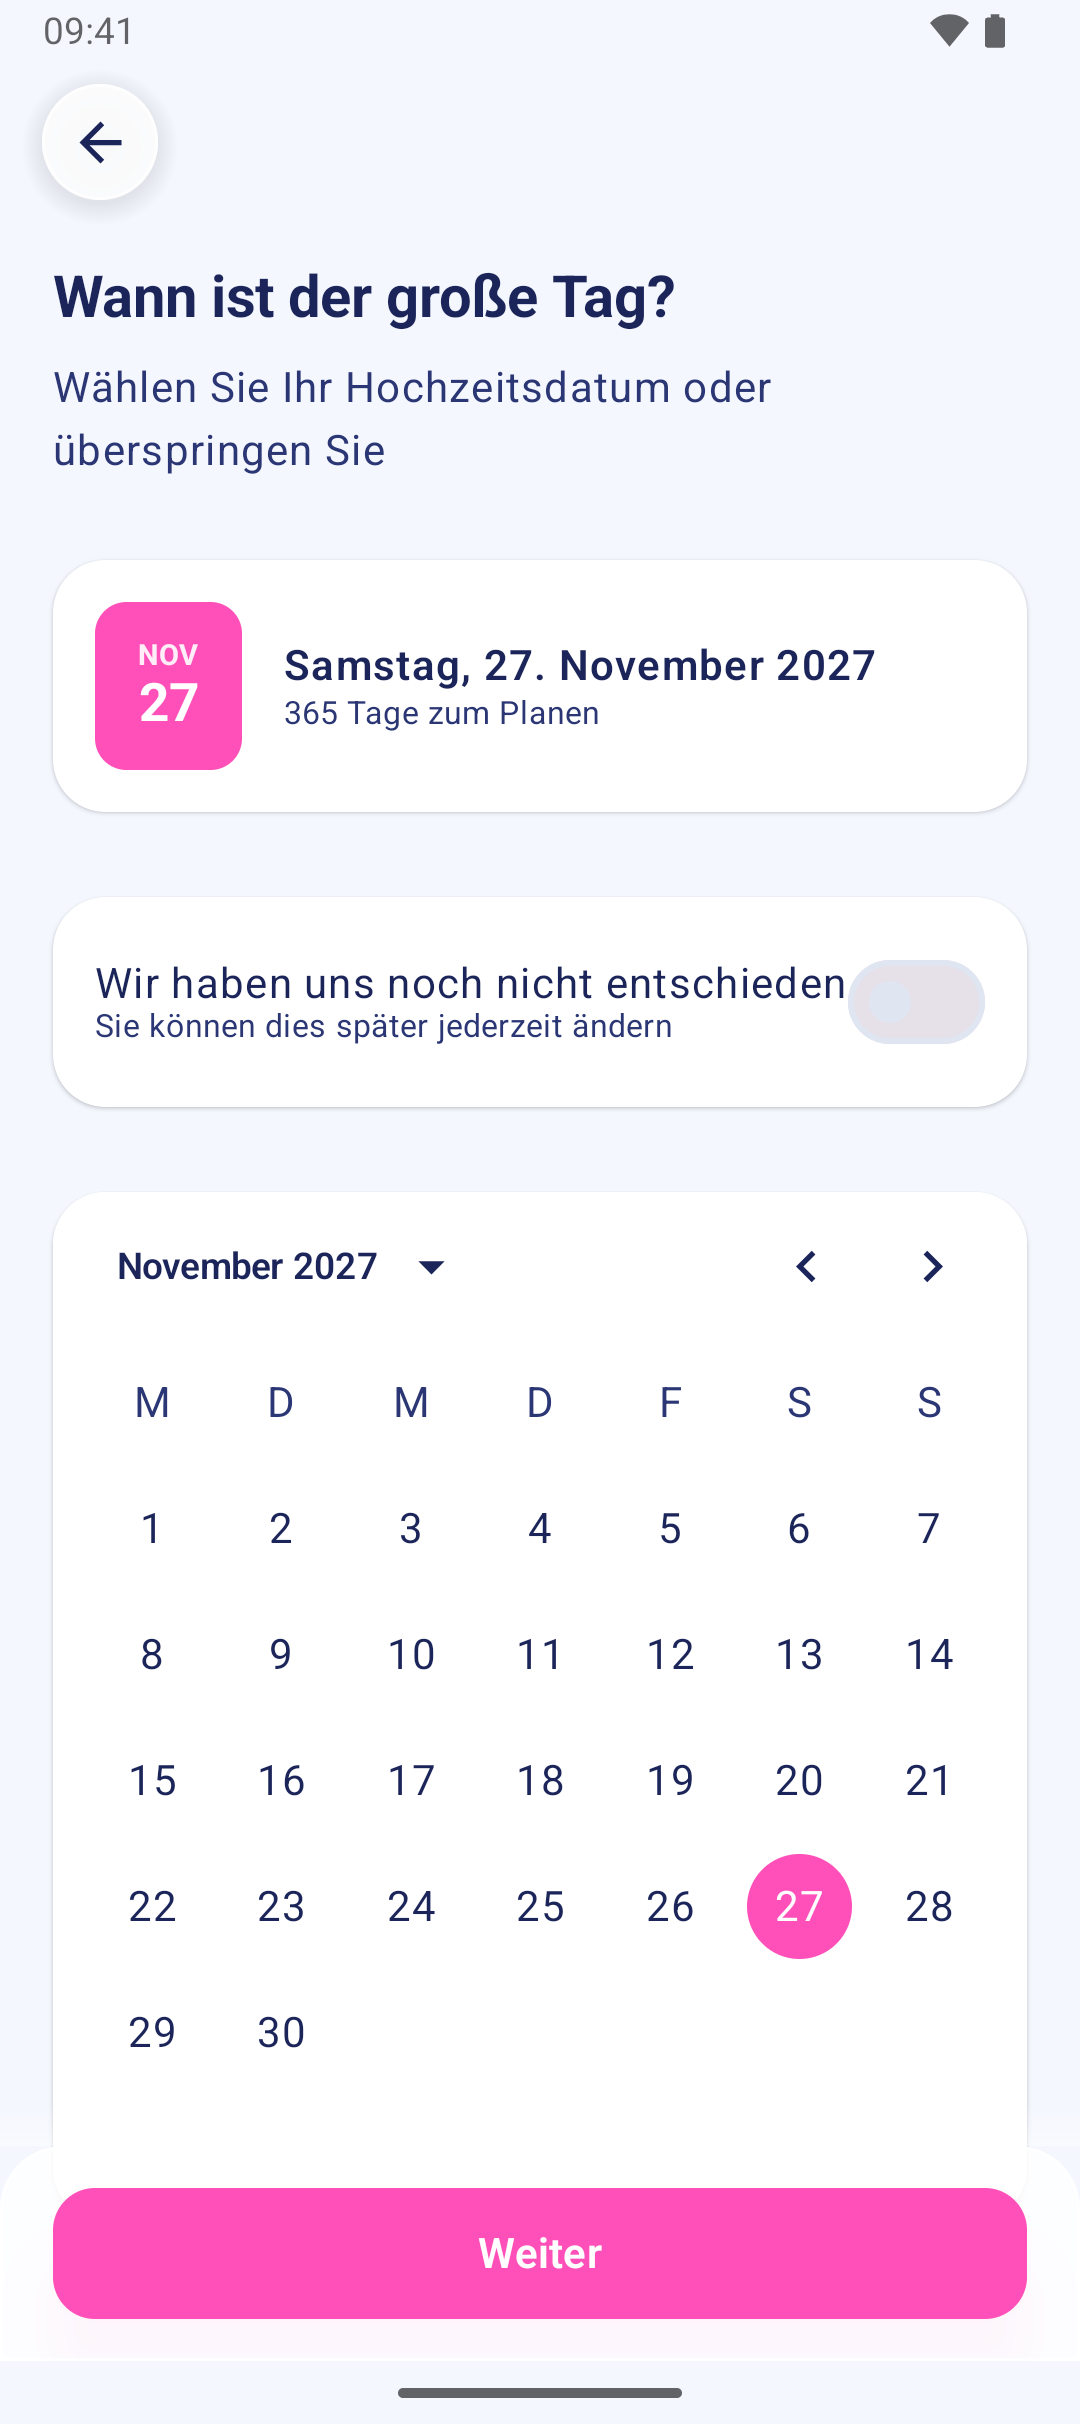 09:41
Wann ist der große Tag?
Wählen Sie Ihr Hochzeitsdatum oder
überspringen Sie
NOV
27
Samstag, 27. November 2027
365 Tage zum Planen
Wir haben uns noch nicht entschieden
Sie können dies später jederzeit ändern
November 2027
M D M D F S S
1 2 3 4 5 6 7
8 9 10 11 12 13 14
15 16 17 18 19 20 21
22 23 24 25 26 27 28
29 30
Weiter